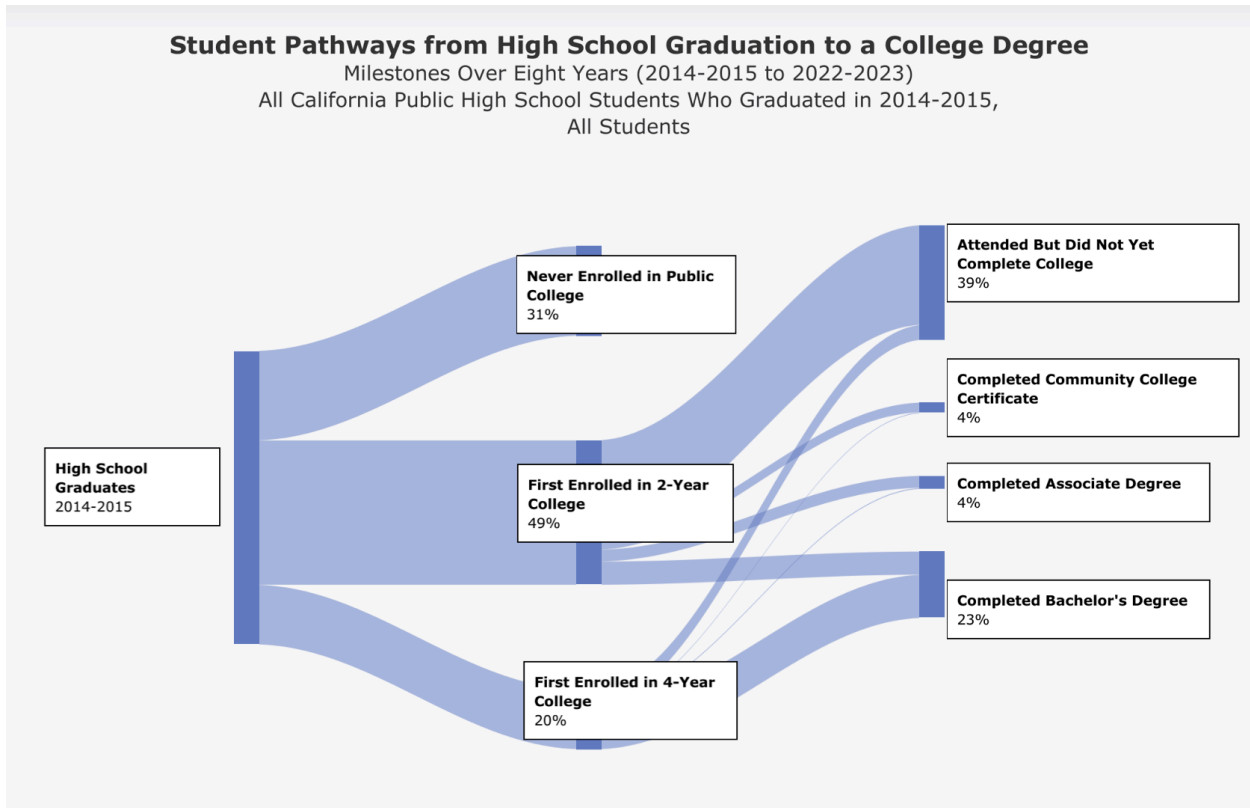 Student Pathways from High School Graduation to a College Degree
Milestones Over Eight Years (2014-2015 to 2022-2023)
All California Public High School Students Who Graduated in 2014-2015,
All Students
High School
Graduates
2014-2015
Never Enrolled in Public
College
31%
First Enrolled in 2-Year
College
49%
First Enrolled in 4-Year
College
20%
Attended But Did Not Yet
Complete College
39%
Completed Community College
Certificate
4%
Completed Associate Degree
4%
Completed Bachelor's Degree
23%